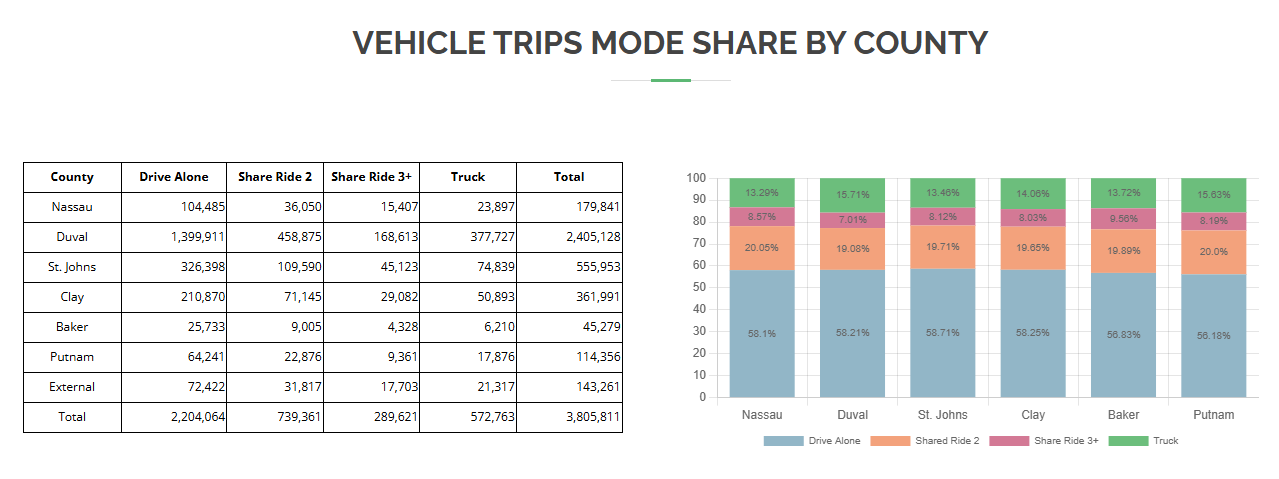 VEHICLE TRIPS MODE SHARE BY COUNTY
County Drive Alone Share Ride 2 Share Ride 3+ Truck Total
Nassau 104,485 36,050 15,407 23,897 179,841
Duval 1,399,911 458,875 168,613 377,727 2,405,128
St. Johns 326,398 109,590 45,123 74,839 555,953
Clay 210,870 71,145 29,082 50,893 361,991
Baker 25,733 9,005 4,328 6,210 45,279
Putnam 64,241 22,876 9,361 17,876 114,356
External 72,422 31,817 17,703 21,317 143,261
Total 2,204,064 739,361 289,621 572,763 3,805,811
100
90
80
70
60
50
40
30
20
10
0
13.29% 15.71% 13.46% 14.06% 13.72% 15.63%
8.57% 7.01% 8.12% 8.03% 9.56% 8.19%
20.05% 19.08% 19.71% 19.65% 19.89% 20.0%
58.1% 58.21% 58.71% 58.25% 56.83% 56.18%
Nassau Duval St. Johns Clay Baker Putnam
Drive Alone Shared Ride 2 Share Ride 3+ Truck